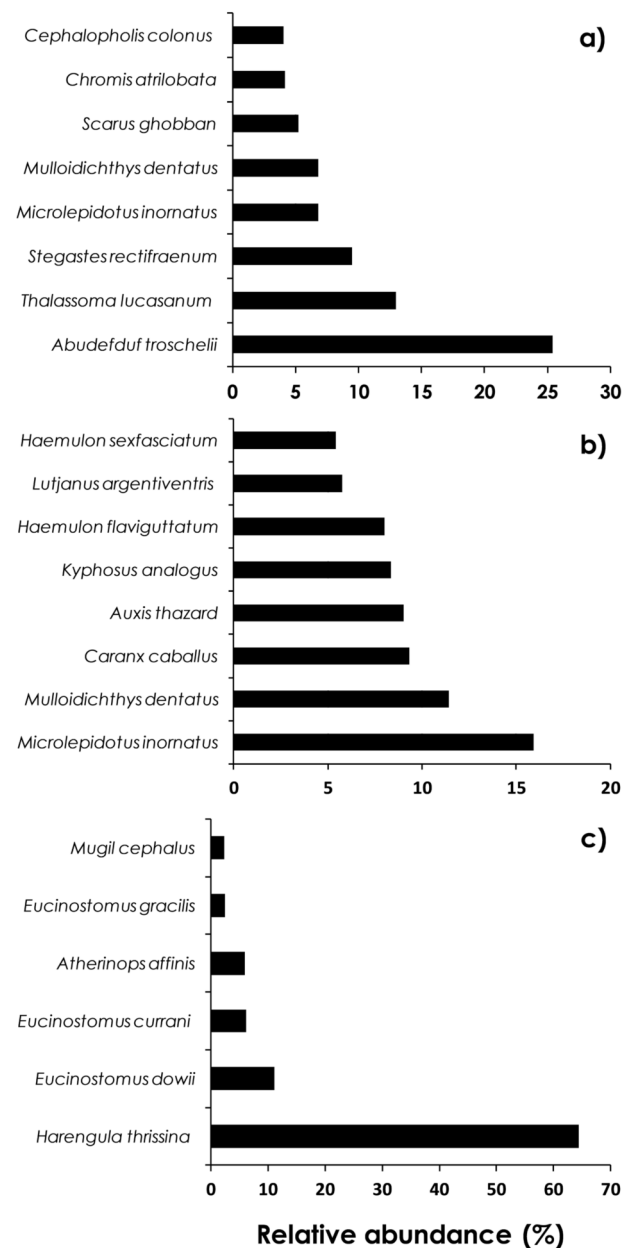 a)
Cephalopholis colonus
Chromis atrilobata
Scarus ghobban
Mulloidichthys dentatus
Microlepidotus inornatus
Stegastes rectifraenum
Thalassoma lucasanum
Abudefduf troschelii
0 5 10 15 20 25 30
b)
Haemulon sexfasciatum
Lutjanus argentiventris
Haemulon flaviguttatum
Kyphosus analogus
Auxis thazard
Caranx caballus
Mulloidichthys dentatus
Microlepidotus inornatus
0 5 10 15 20
c)
Mugil cephalus
Eucinostomus gracilis
Atherinops affinis
Eucinostomus currani
Eucinostomus dowii
Harengula thrissina
0 10 20 30 40 50 60 70
Relative abundance (%)